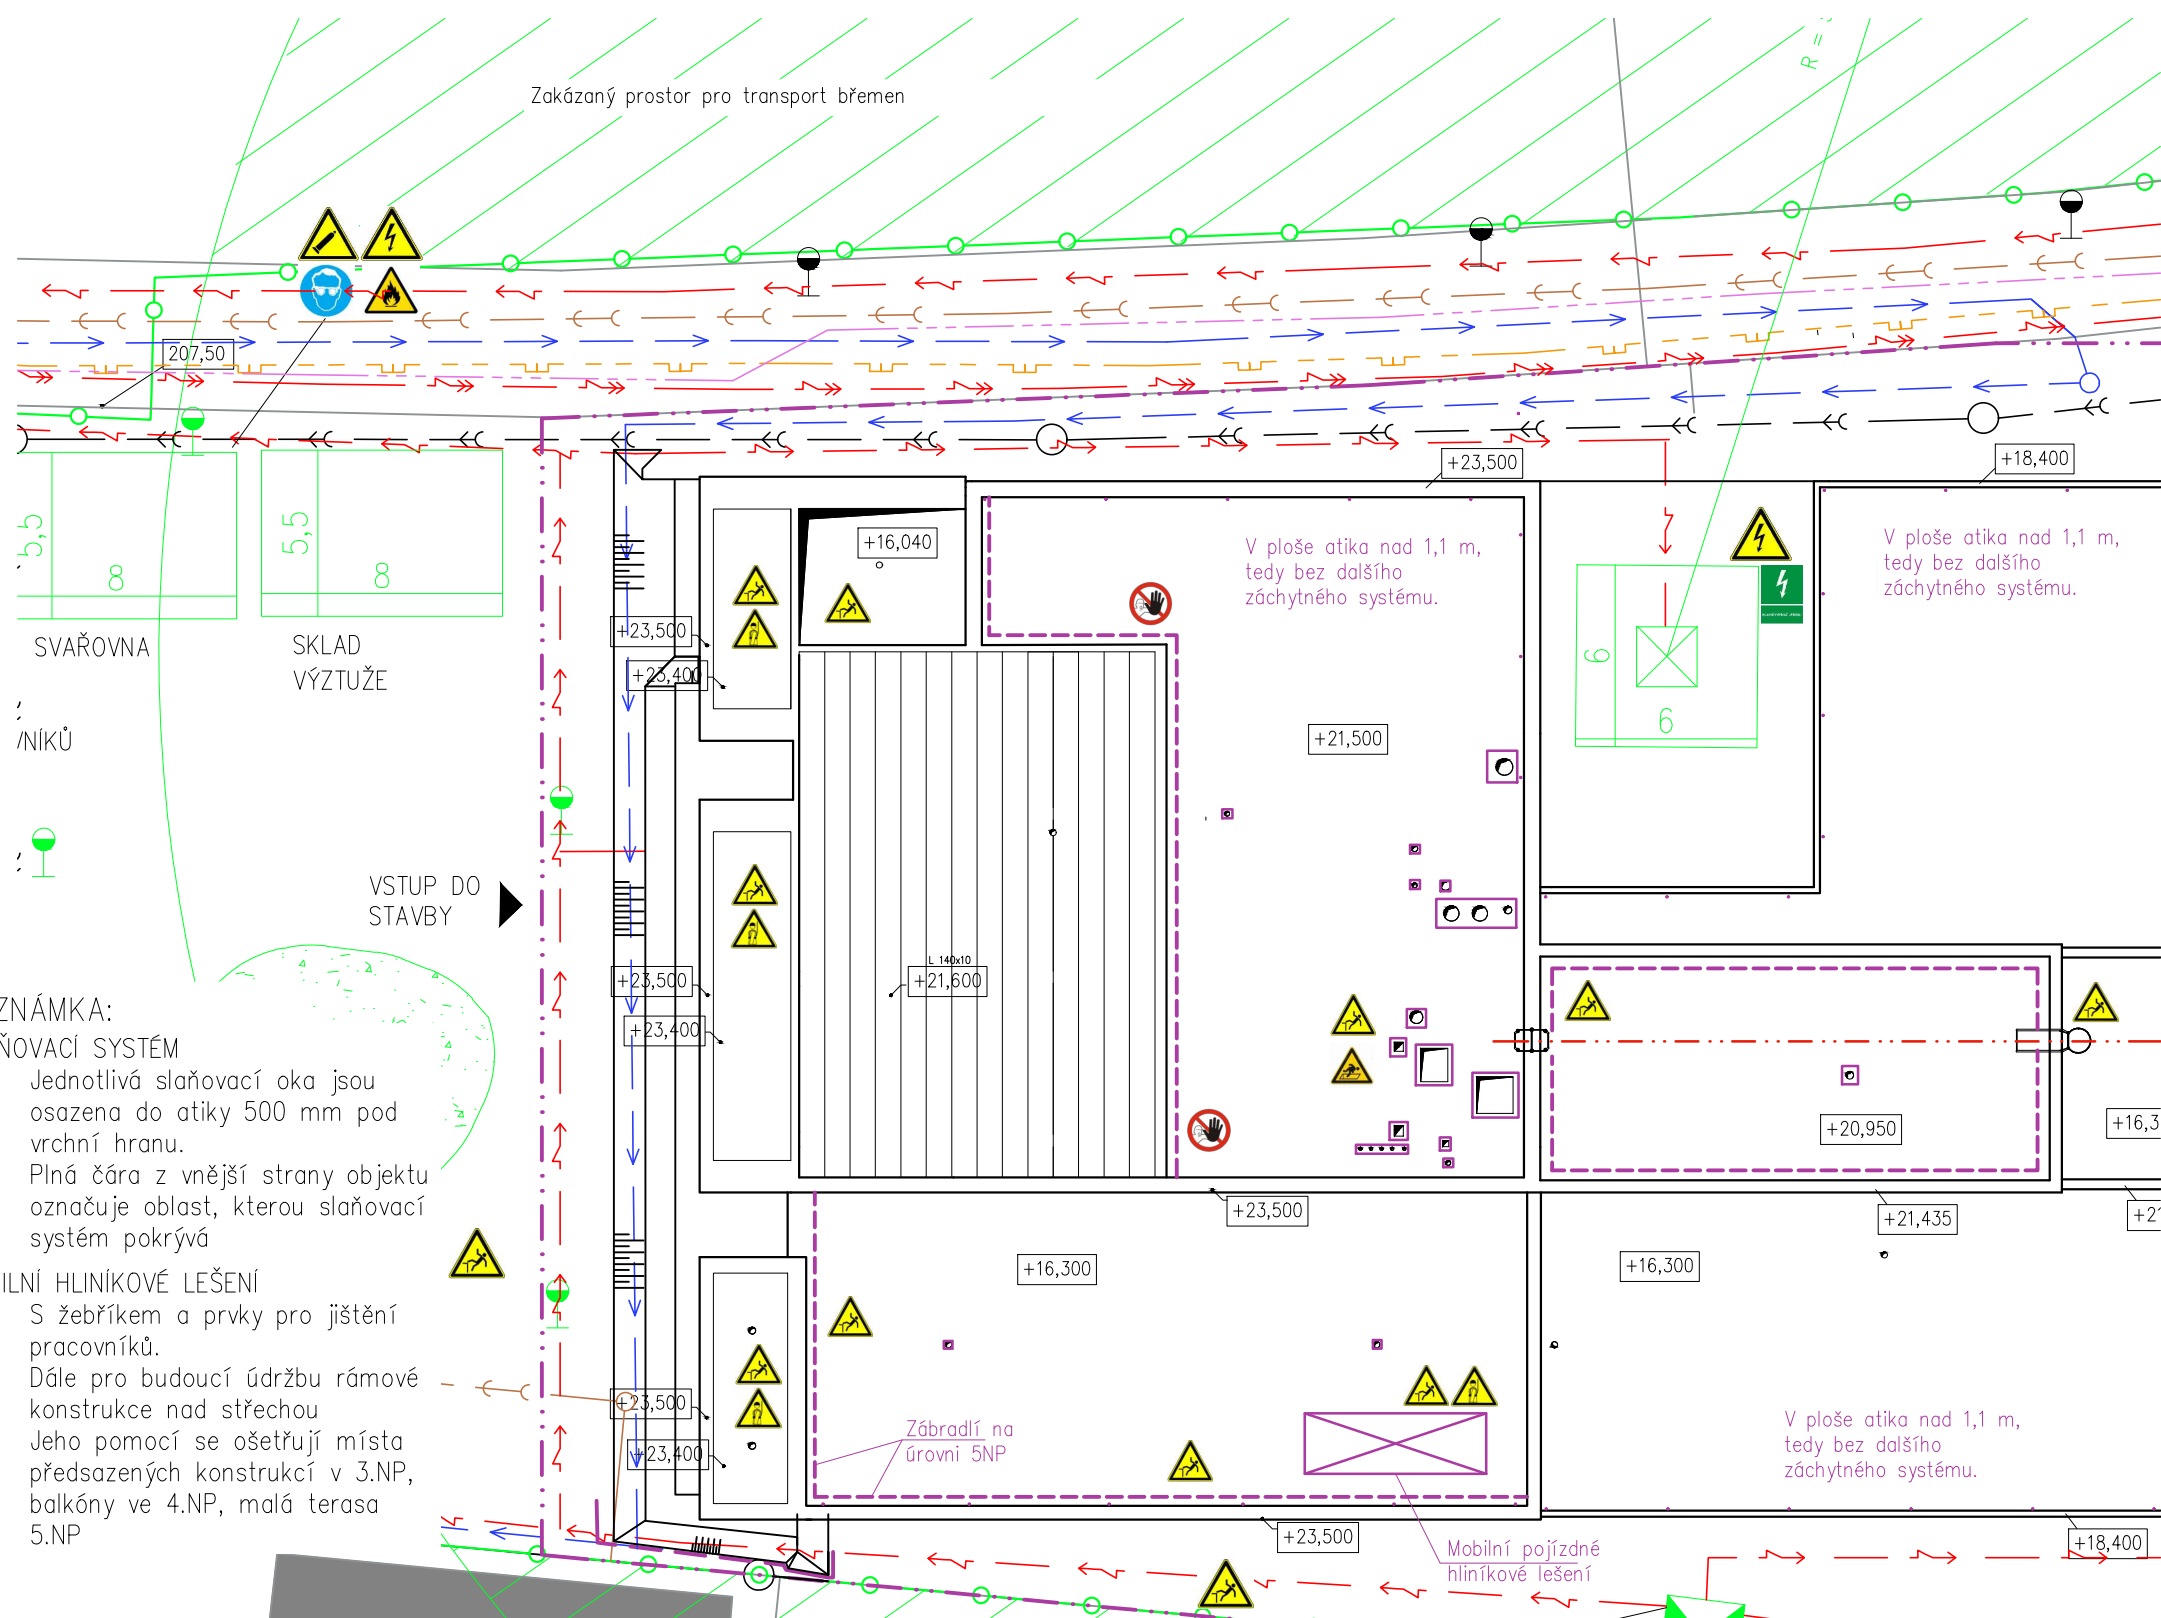 R =
Zakázaný prostor pro transport břemen
207,50
+23,500
+18,400
5,5
8
SVAŘOVNA
5,5
8
SKLAD
VÝZTUŽE
VNÍKŮ
+16,040
V ploše atika nad 1,1 m,
tedy bez dalšího
záchytného systému.
V ploše atika nad 1,1 m,
tedy bez dalšího
záchytného systému.
+23,500
+23,400
6
6
+21,500
VSTUP DO
STAVBY
L 140x10
+21,600
+23,500
+23,400
ZNÁMKA:
ŇOVACÍ SYSTÉM
Jednotlivá slaňovací oka jsou
osazena do atiky 500 mm pod
vrchní hranu.
Plná čára z vnější strany objektu
označuje oblast, kterou slaňovací
systém pokrývá
ILNÍ HLINÍKOVÉ LEŠENÍ
S žebříkem a prvky pro jištění
pracovníků.
Dále pro budoucí údržbu rámové
konstrukce nad střechou
Jeho pomocí se ošetřují místa
předsazených konstrukcí v 3.NP,
balkóny ve 4.NP, malá terasa
5.NP
+20,950
+16,3
+23,500
+21,435
+2
+16,300
+16,300
+23,500
+23,400
Zábradlí na
úrovni 5NP
V ploše atika nad 1,1 m,
tedy bez dalšího
záchytného systému.
+23,500
+18,400
Mobilní pojízdné
hliníkové lešení